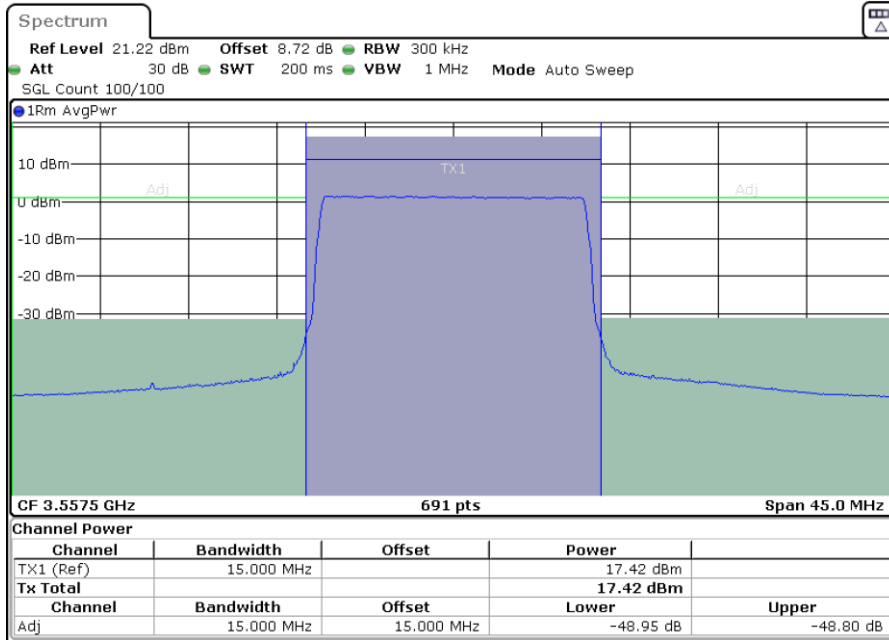 Spectrum
Ref Level 21.22 dBm Offset 8.72 dB RBW 300 kHz
Att 30 dB SWT 200 ms VBW 1 MHz Mode Auto Sweep
SGL Count 100/100
1Rm AvgPwr
10 dBm
TX1
Adj Adj
0 dBm
-10 dBm
-20 dBm
-30 dBm
CF 3.5575 GHz 691 pts Span 45.0 MHz
Channel Power
Channel Bandwidth Offset Power
TX1 (Ref) 15.000 MHz 17.42 dBm
Tx Total 17.42 dBm
Channel Bandwidth Offset Lower Upper
Adj 15.000 MHz 15.000 MHz -48.95 dB -48.80 dB